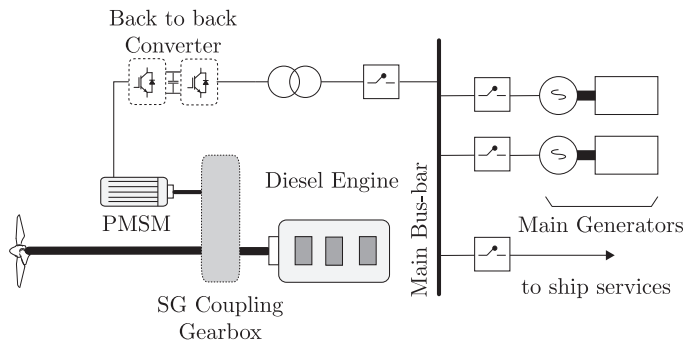 Back to back
Converter
Diesel Engine
PMSM
Main Bus-bar
Main Generators
SG Coupling
Gearbox
to ship services